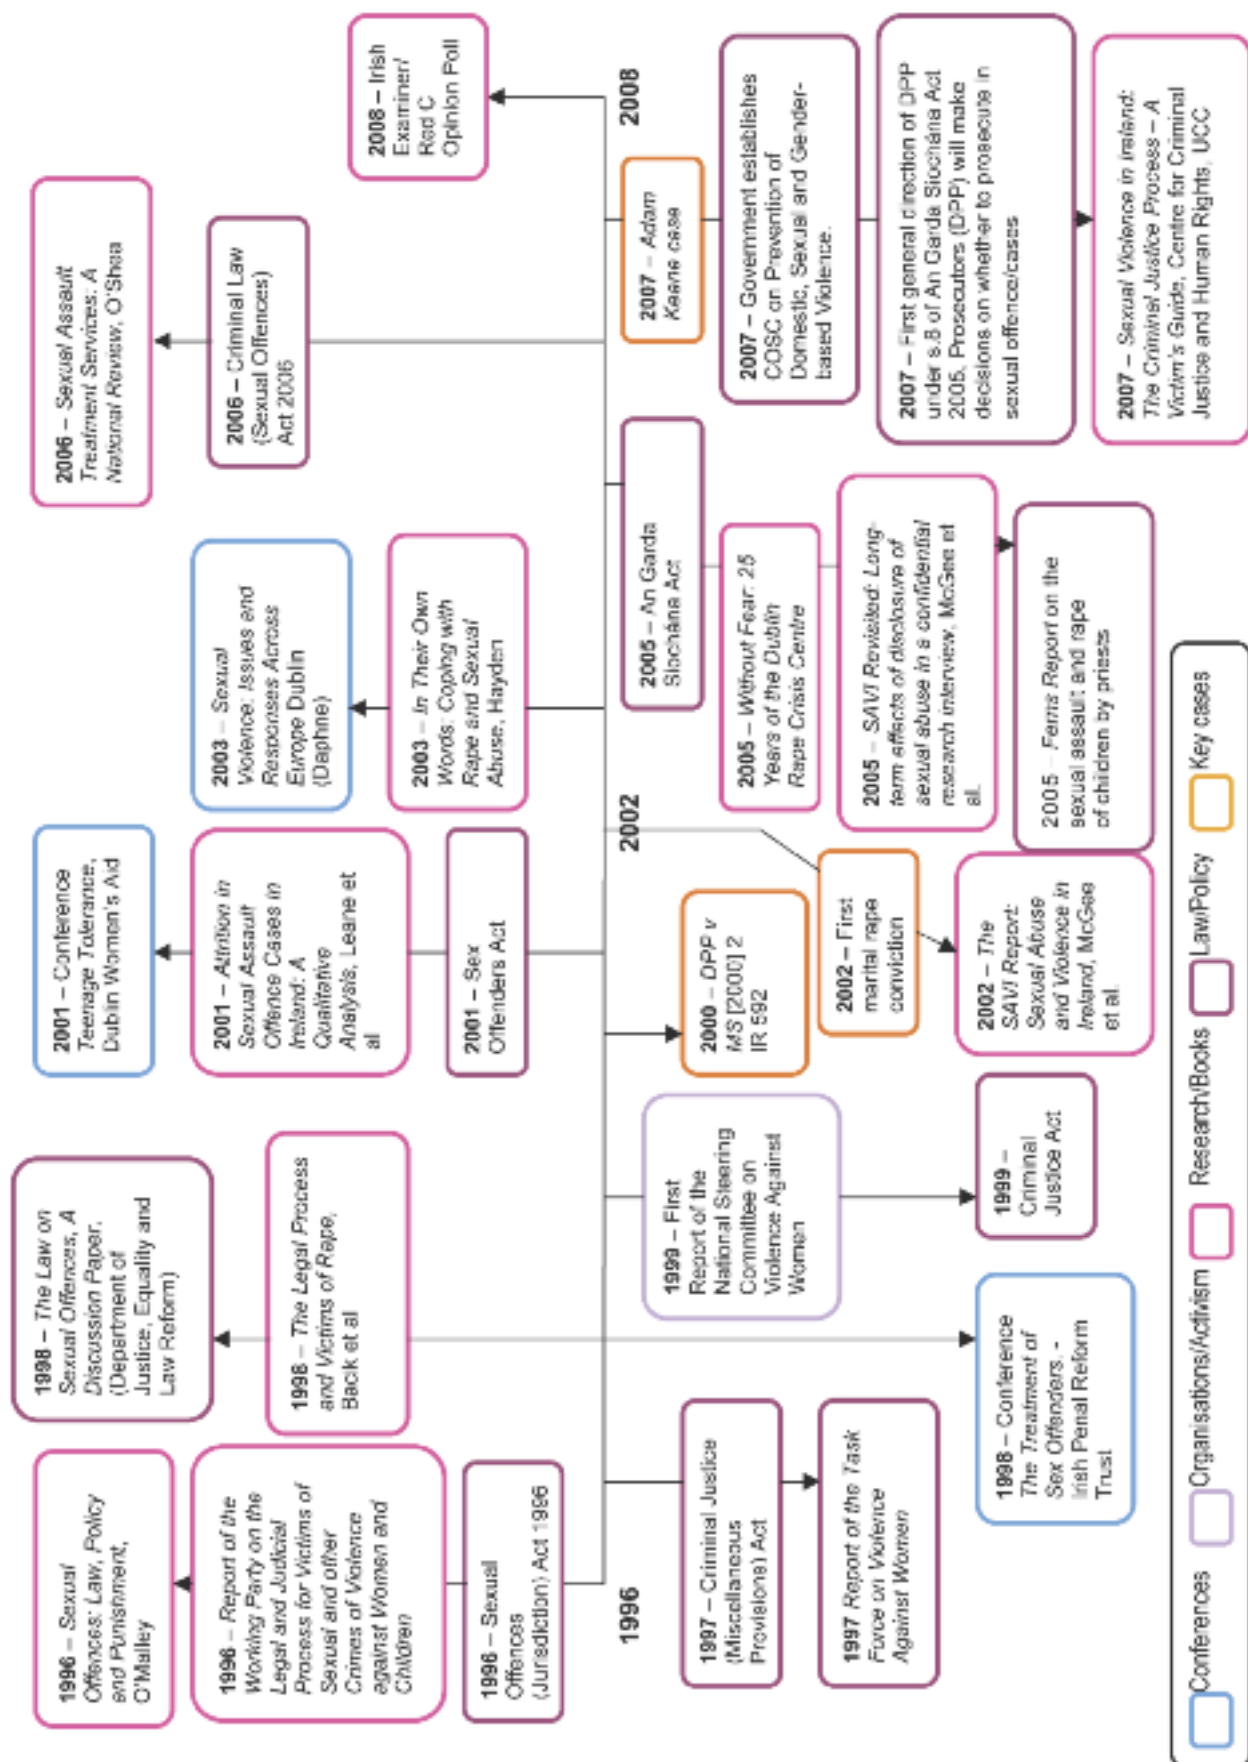 1996 – Sexual
Offences: Law, Policy
and Punishment,
O'Malley
1996 – Report of the
Working Party on the
Legal and Judicial
Process for Victims of
Sexual and other
Crimes of Violence
against Women and
Children
1996 – Sexual
Offences
(Jurisdiction) Act 1996
1998 – The Law on
Sexual Offences, A
Discussion Paper,
(Department of
Justice, Equality and
Law Reform)
1998 – The Legal Process
and Victims of Rape,
Bacik et al
2001 – Conference
Teenage Tolerance,
Dublin Women's Aid
2001 – Attrition in
Sexual Assault
Offence Cases in
Ireland: A
Qualitative
Analysis, Leane et
al
2001 – Sex
Offenders Act
2003 – Sexual
Violence: Issues and
Responses Across
Europe Dublin
(Daphne)
2003 – In Their Own
Words: Coping with
Rape and Sexual
Abuse, Hayden
2006 – Sexual Assault
Treatment Services: A
National Review, O'Shea
2006 – Criminal Law
(Sexual Offences)
Act 2006
2008 – Irish
Examiner/
Red C
Opinion Poll
1996
2002
2008
1997 – Criminal Justice
(Miscellaneous
Provisions) Act
1997 Report of the Task
Force on Violence
Against Women
1998 – Conference
The Treatment of
Sex Offenders. -
Irish Penal Reform
Trust
1999 – First
Report of the
National Steering
Committee on
Violence Against
Women
1999 –
Criminal
Justice Act
2000 – DPP v
MS [2000] 2
IR 592
2002 – First
marital rape
conviction
2002 – The
SAVI Report:
Sexual Abuse
and Violence in
Ireland, McGee
et al.
2005 – An Garda
Síochána Act
2005 – Without Fear: 25
Years of the Dublin
Rape Crisis Centre
2005 – SAVI Revisited: Long-
term effects of disclosure of
sexual abuse in a confidential
research interview, McGee et
al.
2005 – Ferns Report on the
sexual assault and rape
of children by priests
2007 – Adam
Keane case
2007 – Government establishes
COSC on Prevention of
Domestic, Sexual and Gender-
based Violence.
2007 – First general direction of DPP
under s.8 of An Garda Síochána Act
2005. Prosecutors (DPP) will make
decisions on whether to prosecute in
sexual offence/cases
2007 – Sexual Violence in Ireland:
The Criminal Justice Process – A
Victim's Guide, Centre for Criminal
Justice and Human Rights, UCC
Conferences
Organisations/Activism
Research/Books
Law/Policy
Key cases